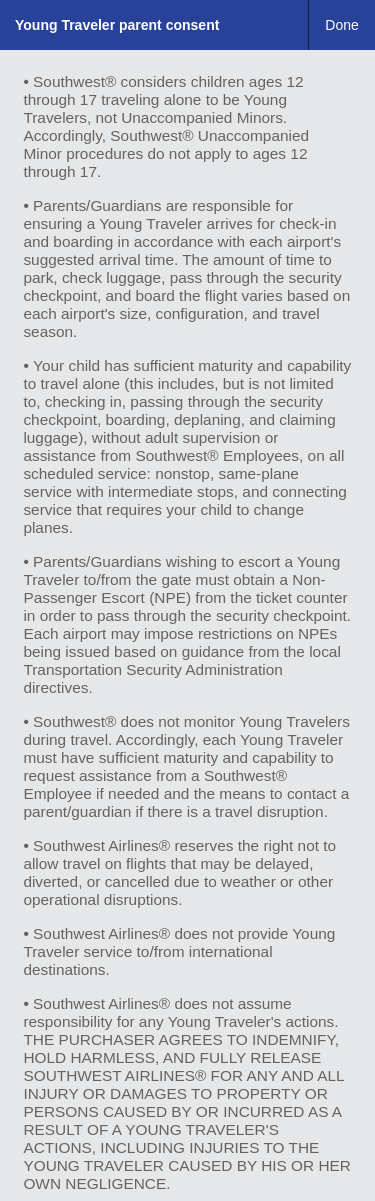 Young Traveler parent consent
Done
• Southwest® considers children ages 12
through 17 traveling alone to be Young
Travelers, not Unaccompanied Minors.
Accordingly, Southwest® Unaccompanied
Minor procedures do not apply to ages 12
through 17.
• Parents/Guardians are responsible for
ensuring a Young Traveler arrives for check-in
and boarding in accordance with each airport's
suggested arrival time. The amount of time to
park, check luggage, pass through the security
checkpoint, and board the flight varies based on
each airport's size, configuration, and travel
season.
• Your child has sufficient maturity and capability
to travel alone (this includes, but is not limited
to, checking in, passing through the security
checkpoint, boarding, deplaning, and claiming
luggage), without adult supervision or
assistance from Southwest® Employees, on all
scheduled service: nonstop, same-plane
service with intermediate stops, and connecting
service that requires your child to change
planes.
• Parents/Guardians wishing to escort a Young
Traveler to/from the gate must obtain a Non-
Passenger Escort (NPE) from the ticket counter
in order to pass through the security checkpoint.
Each airport may impose restrictions on NPEs
being issued based on guidance from the local
Transportation Security Administration
directives.
• Southwest® does not monitor Young Travelers
during travel. Accordingly, each Young Traveler
must have sufficient maturity and capability to
request assistance from a Southwest®
Employee if needed and the means to contact a
parent/guardian if there is a travel disruption.
• Southwest Airlines® reserves the right not to
allow travel on flights that may be delayed,
diverted, or cancelled due to weather or other
operational disruptions.
• Southwest Airlines® does not provide Young
Traveler service to/from international
destinations.
• Southwest Airlines® does not assume
responsibility for any Young Traveler's actions.
THE PURCHASER AGREES TO INDEMNIFY,
HOLD HARMLESS, AND FULLY RELEASE
SOUTHWEST AIRLINES® FOR ANY AND ALL
INJURY OR DAMAGES TO PROPERTY OR
PERSONS CAUSED BY OR INCURRED AS A
RESULT OF A YOUNG TRAVELER'S
ACTIONS, INCLUDING INJURIES TO THE
YOUNG TRAVELER CAUSED BY HIS OR HER
OWN NEGLIGENCE.